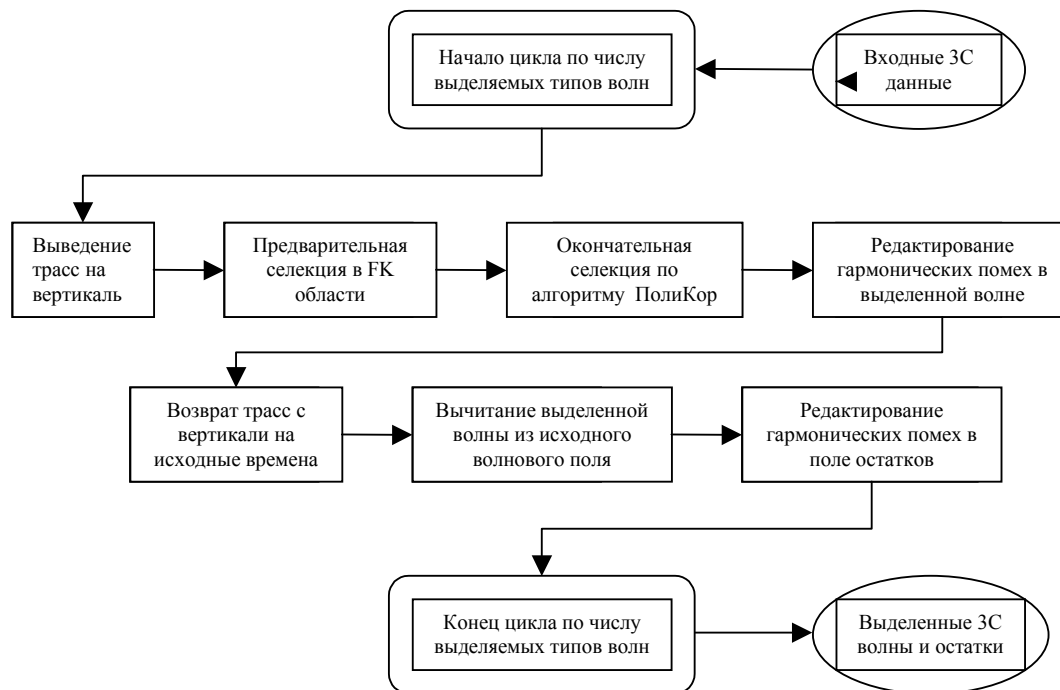 Начало цикла по числу
выделяемых типов волн
Входные 3С
данные
Выведение
трасс на
вертикаль
Предварительная
селекция в FK
области
Окончательная
селекция по
алгоритму ПолиКор
Редактирование
гармонических помех в
выделенной волне
Возврат трасс с
вертикали на
исходные времена
Вычитание выделенной
волны из исходного
волнового поля
Редактирование
гармонических помех в
поле остатков
Конец цикла по числу
выделяемых типов волн
Выделенные 3С
волны и остатки